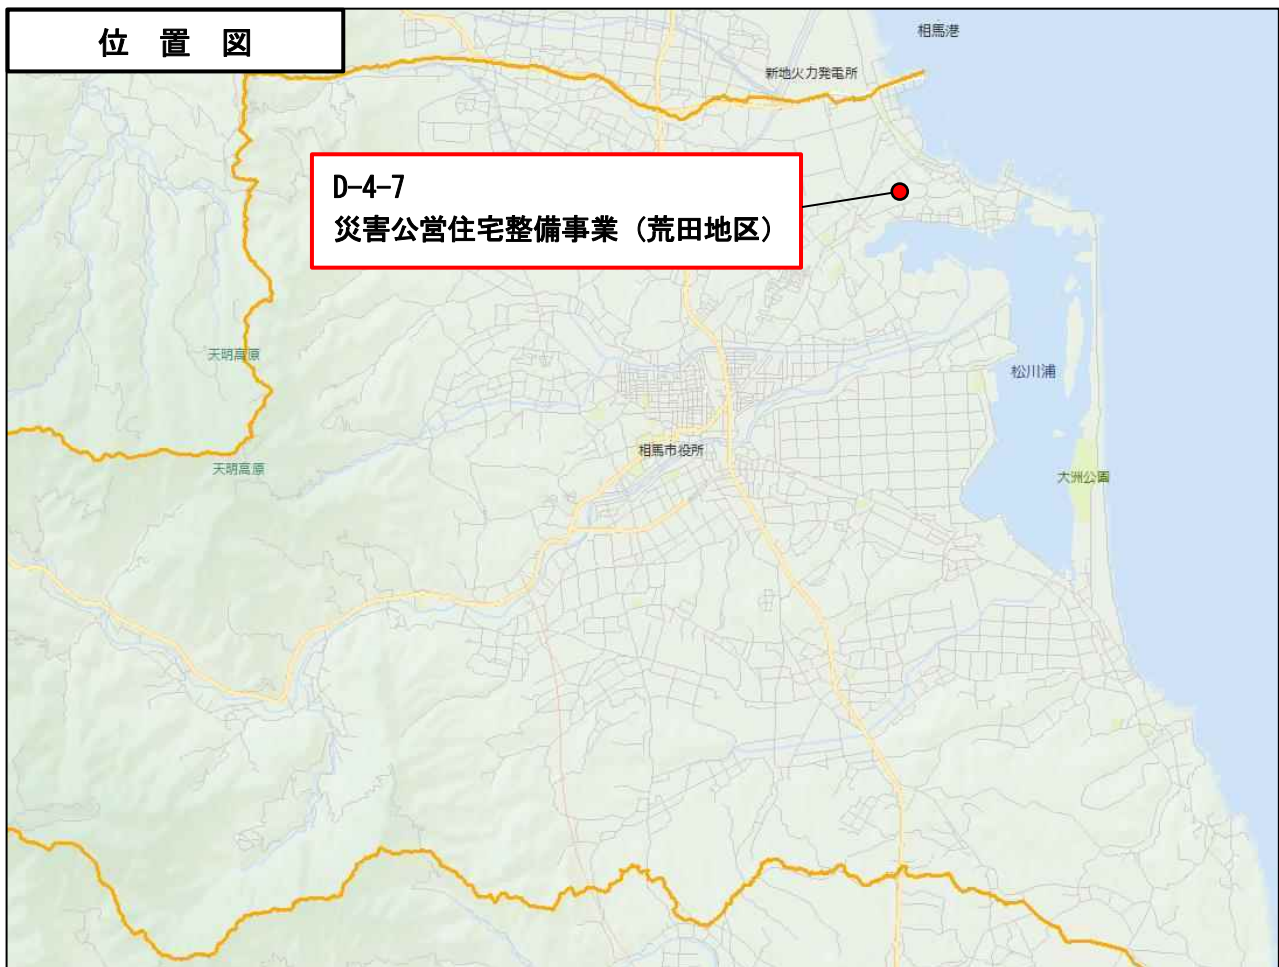 位 置 図
相馬港
新地火力発電所
D-4-7
災害公営住宅整備事業（荒田地区）
天明高原
松川浦
相馬市役所
天明高原
大洲公園